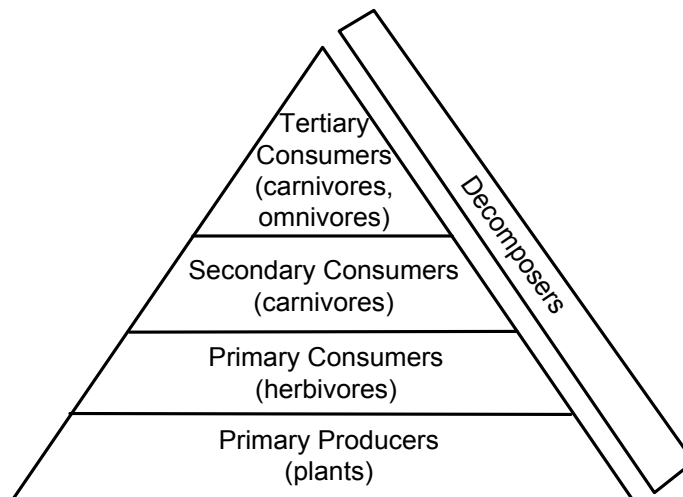 Tertiary
Consumers
(carnivores,
omnivores)
Secondary Consumers
(carnivores)
Primary Consumers
(herbivores)
Primary Producers
(plants)
Decomposers